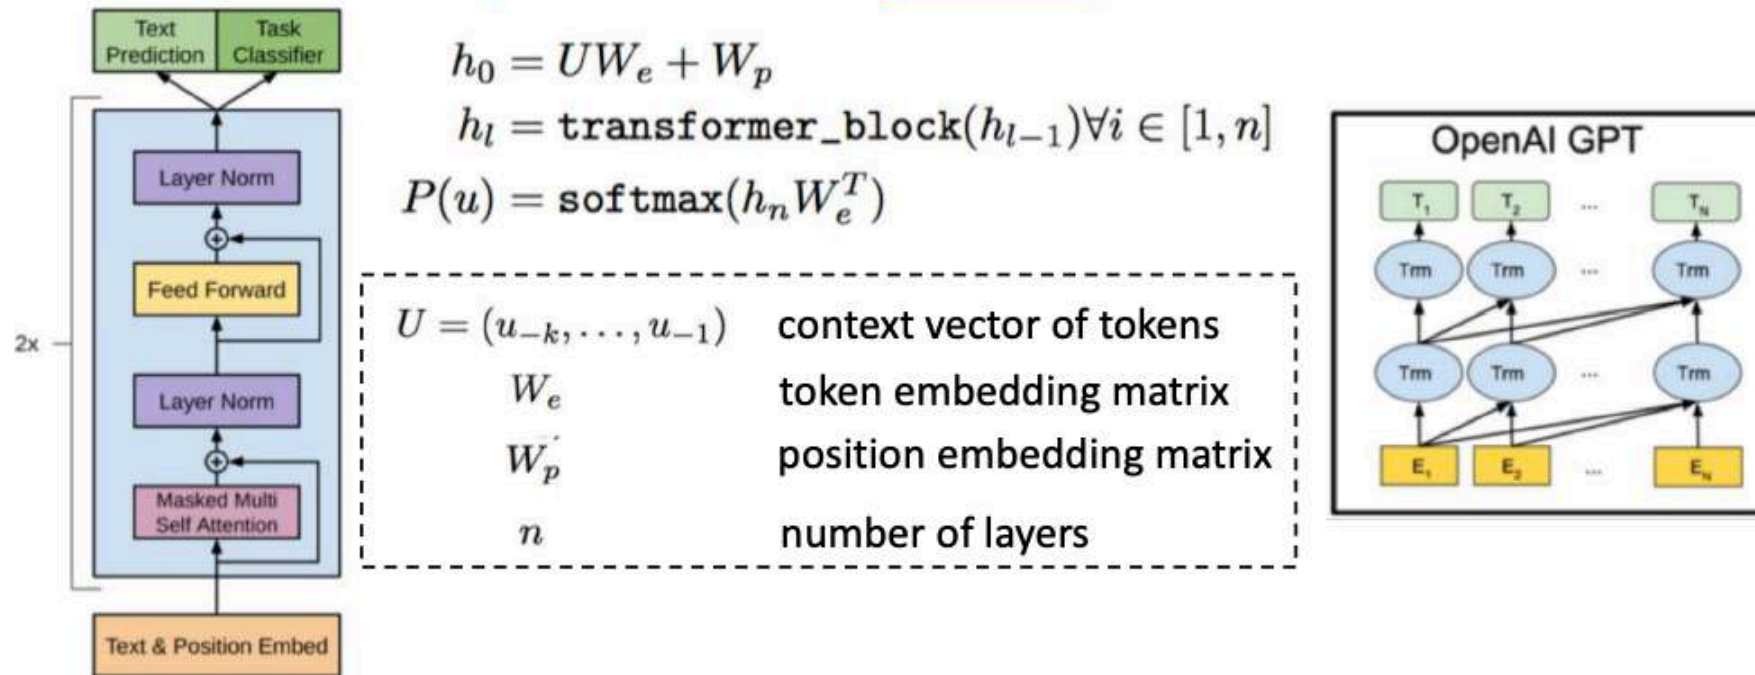 Text Prediction
Task Classifier
Layer Norm
Feed Forward
Layer Norm
Masked Multi Self Attention
Text & Position Embed
2x
h_0 = UW_e + W_p
h_l = transformer_block(h_{l-1})∀i ∈ [1, n]
P(u) = softmax(h_n W_e^T)
U = (u_{-k}, . . . , u_{-1}) context vector of tokens
W_e token embedding matrix
W_p position embedding matrix
n number of layers
OpenAI GPT
T_1 T_2 ... T_N
Trm Trm ... Trm
Trm Trm ... Trm
E_1 E_2 ... E_N